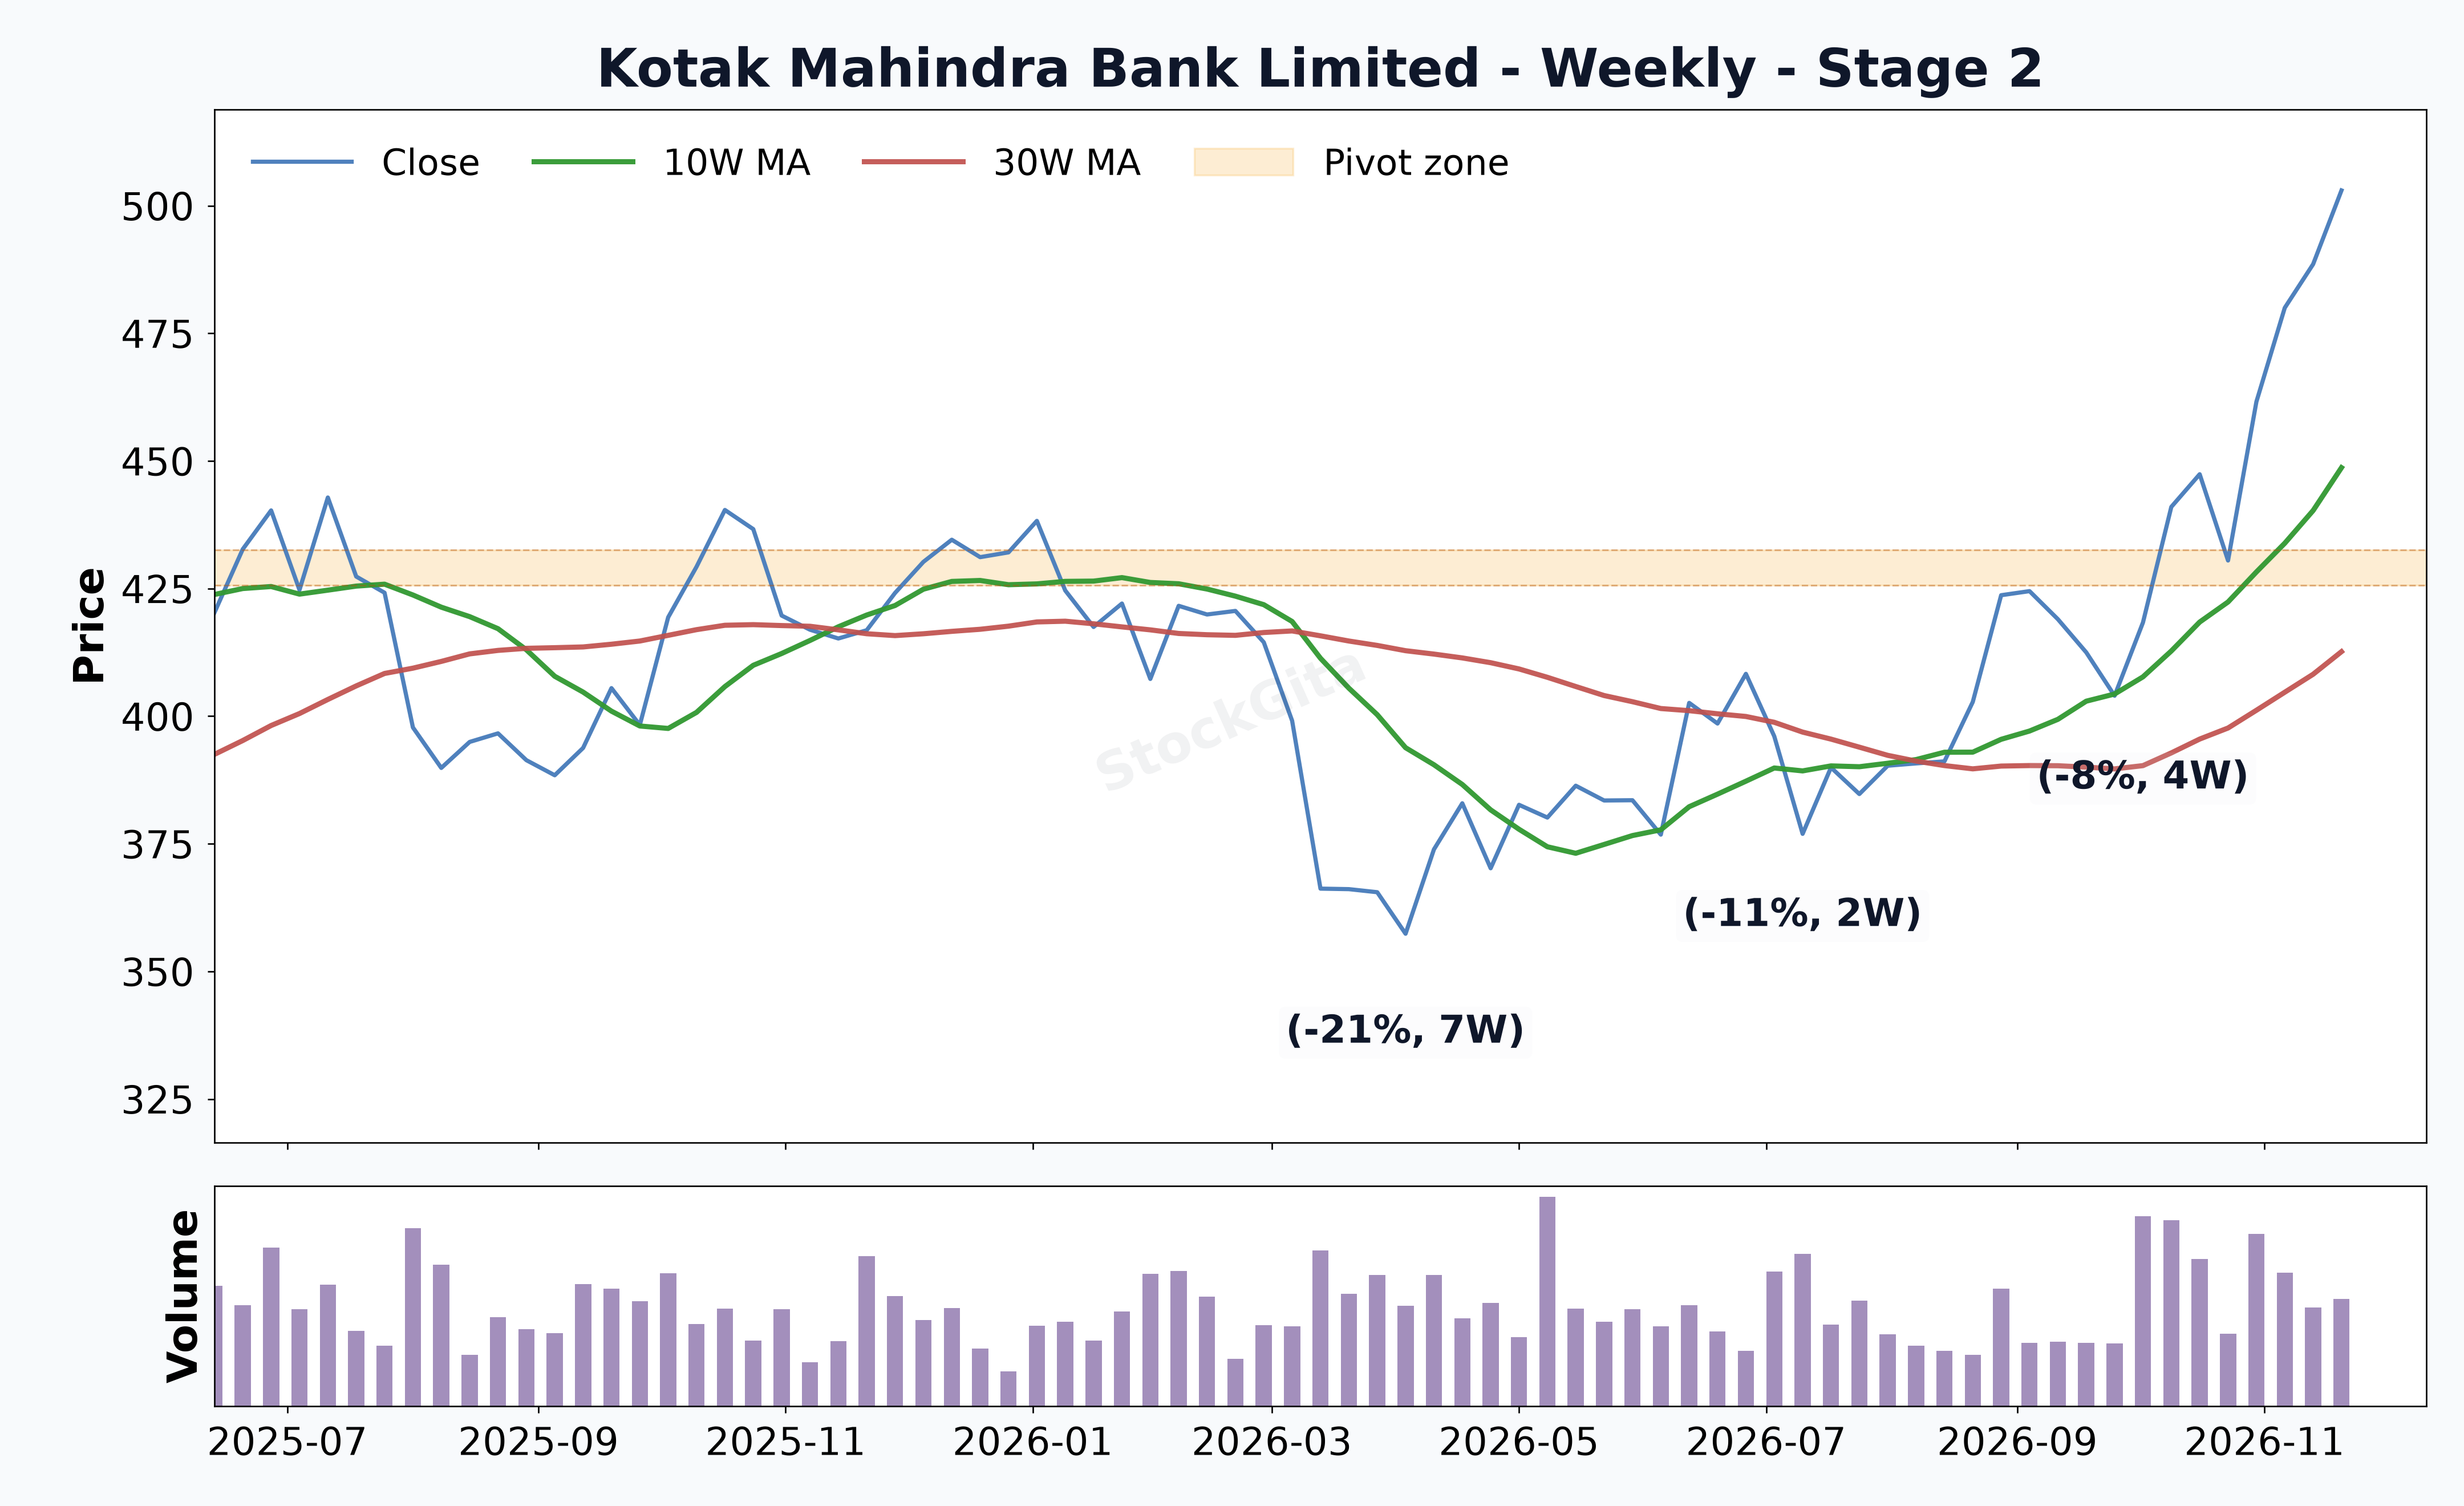 Kotak Mahindra Bank Limited - Weekly - Stage 2
Close 10W MA 30W MA Pivot zone
500
475
450
425
400
375
350
325
Price
StockGita
(-8%, 4W)
(-11%, 2W)
(-21%, 7W)
Volume
2025-07 2025-09 2025-11 2026-01 2026-03 2026-05 2026-07 2026-09 2026-11